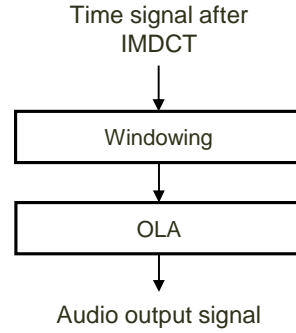 Time signal after
IMDCT
Windowing
OLA
Audio output signal